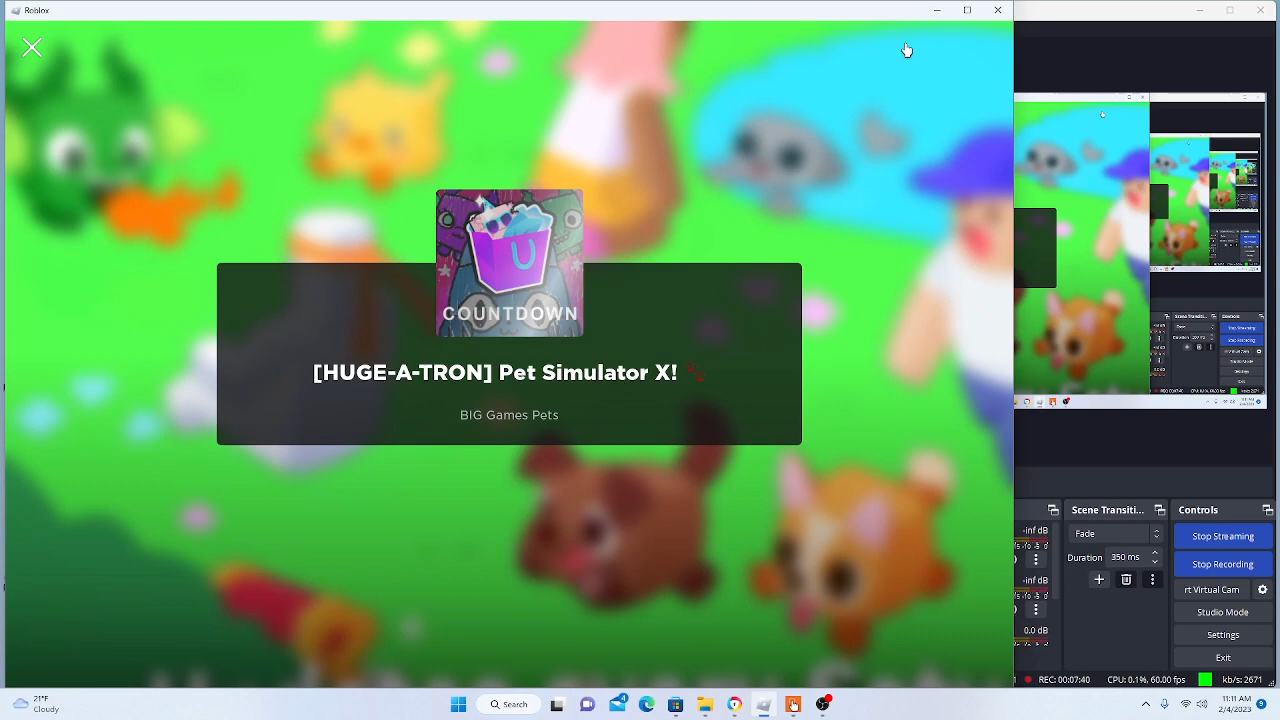 Roblox
COUNTDOWN
[HUGE-A-TRON] Pet Simulator X!
BIG Games Pets
Scene Transiti...
Controls
-inf dB
Fade
Stop Streaming
Duration 350 ms
Stop Recording
-inf dB
rt Virtual Cam
Studio Mode
0.0 dB
Settings
Exit
REC: 00:07:40
CPU: 0.1%, 60.00 fps
kb/s: 2671
21°F
Cloudy
Search
4
11:11 AM
2/4/2023
9